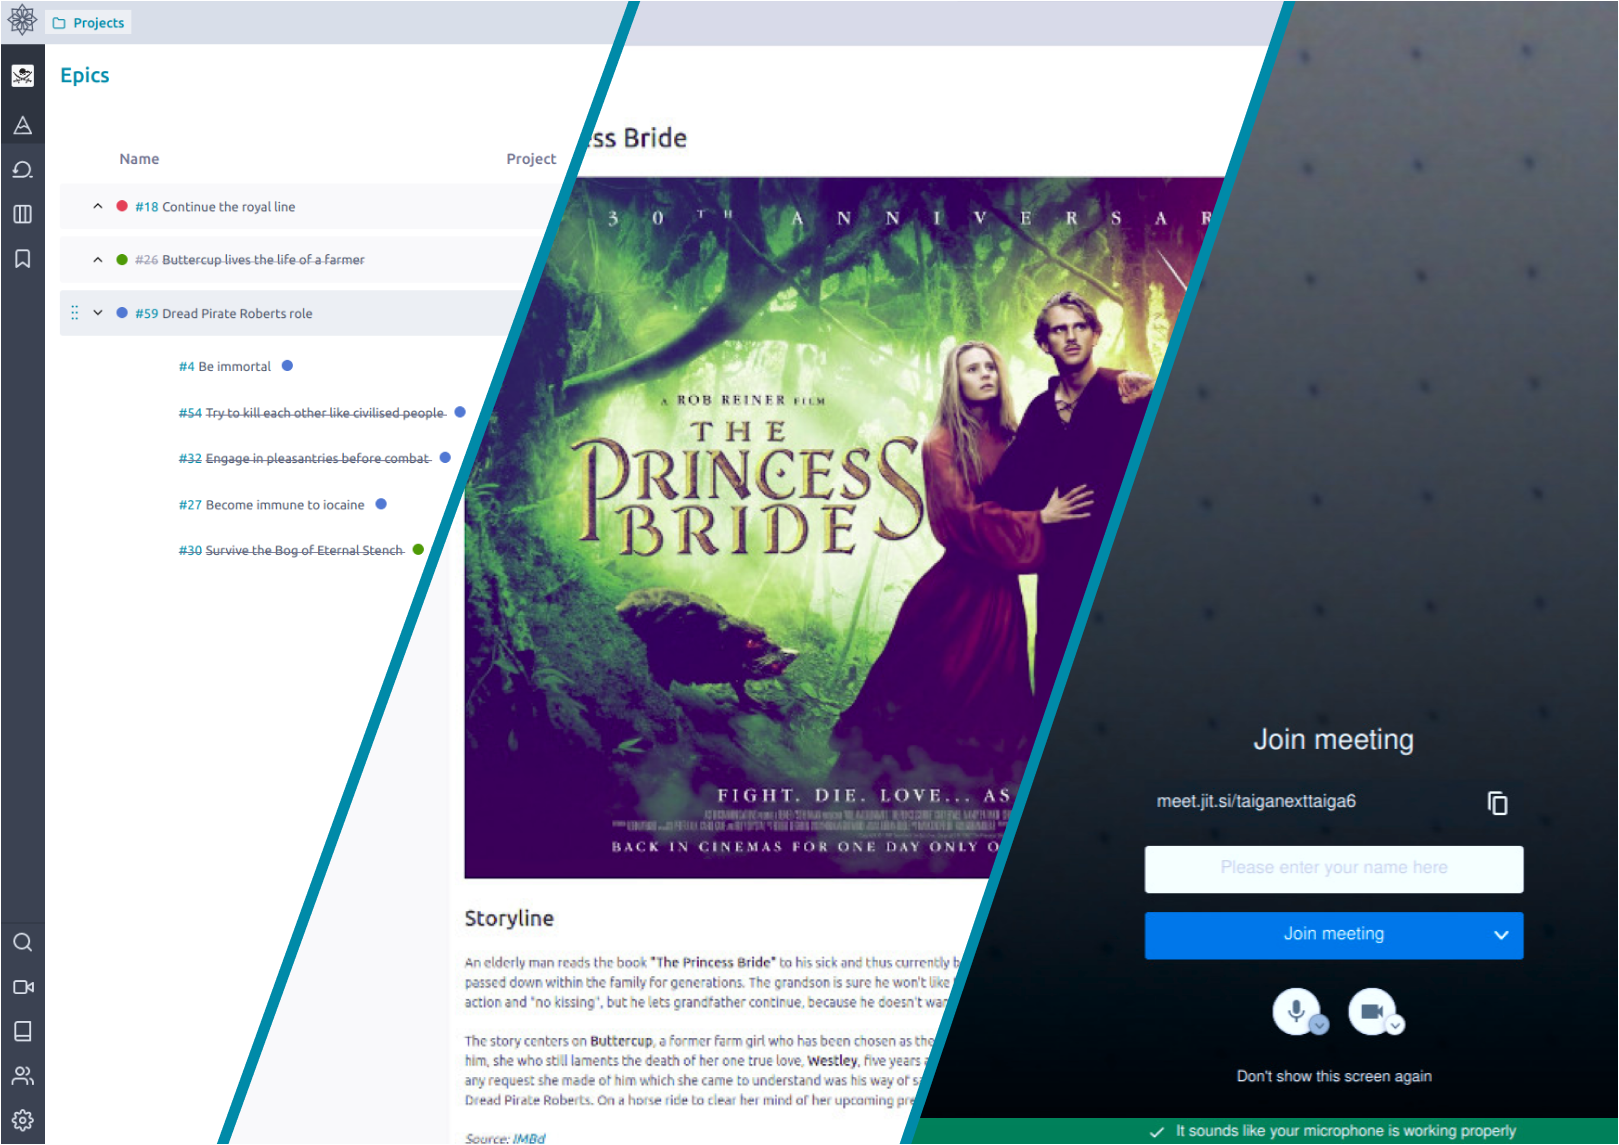 Projects
Epics
Name
Project
#18 Continue the royal line
#26 Buttercup lives the life of a farmer
#59 Dread Pirate Roberts role
#4 Be immortal
#54 Try to kill each other like civilised people
#32 Engage in pleasantries before combat
#27 Become immune to iocaine
#30 Survive the Bog of Eternal Stench
ess Bride
30TH ANNIVERSAR
A ROB REINER FILM
THE
PRINCESS
BRIDE
FIGHT. DIE. LOVE... AS
BACK IN CINEMAS FOR ONE DAY ONLY O
Storyline
An elderly man reads the book "The Princess Bride" to his sick and thus currently b
passed down within the family for generations. The grandson is sure he won't like
action and "no kissing", but he lets grandfather continue, because he doesn't wa
The story centers on Buttercup, a former farm girl who has been chosen as the
him, she who still laments the death of her one true love, Westley, five years
any request she made of him which she came to understand was his way of s
Dread Pirate Roberts. On a horse ride to clear her mind of her upcoming pre
Source: IMBd
Join meeting
meet.jit.si/taiganexttaiga6
Please enter your name here
Join meeting
Don't show this screen again
It sounds like your microphone is working properly